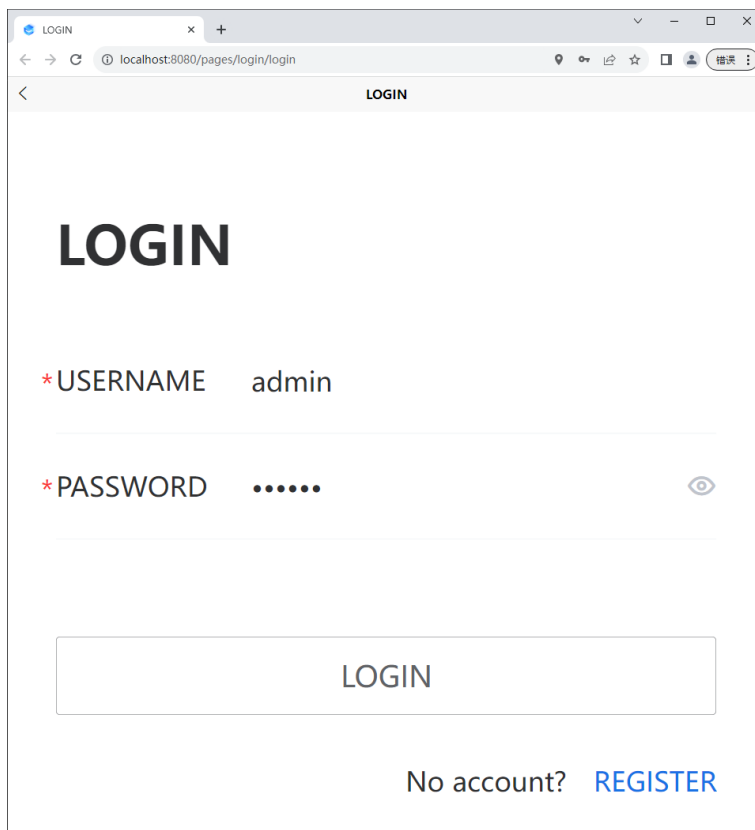 LOGIN
localhost:8080/pages/login/login
错误
LOGIN
LOGIN
*USERNAME admin
*PASSWORD ••••••
LOGIN
No account? REGISTER